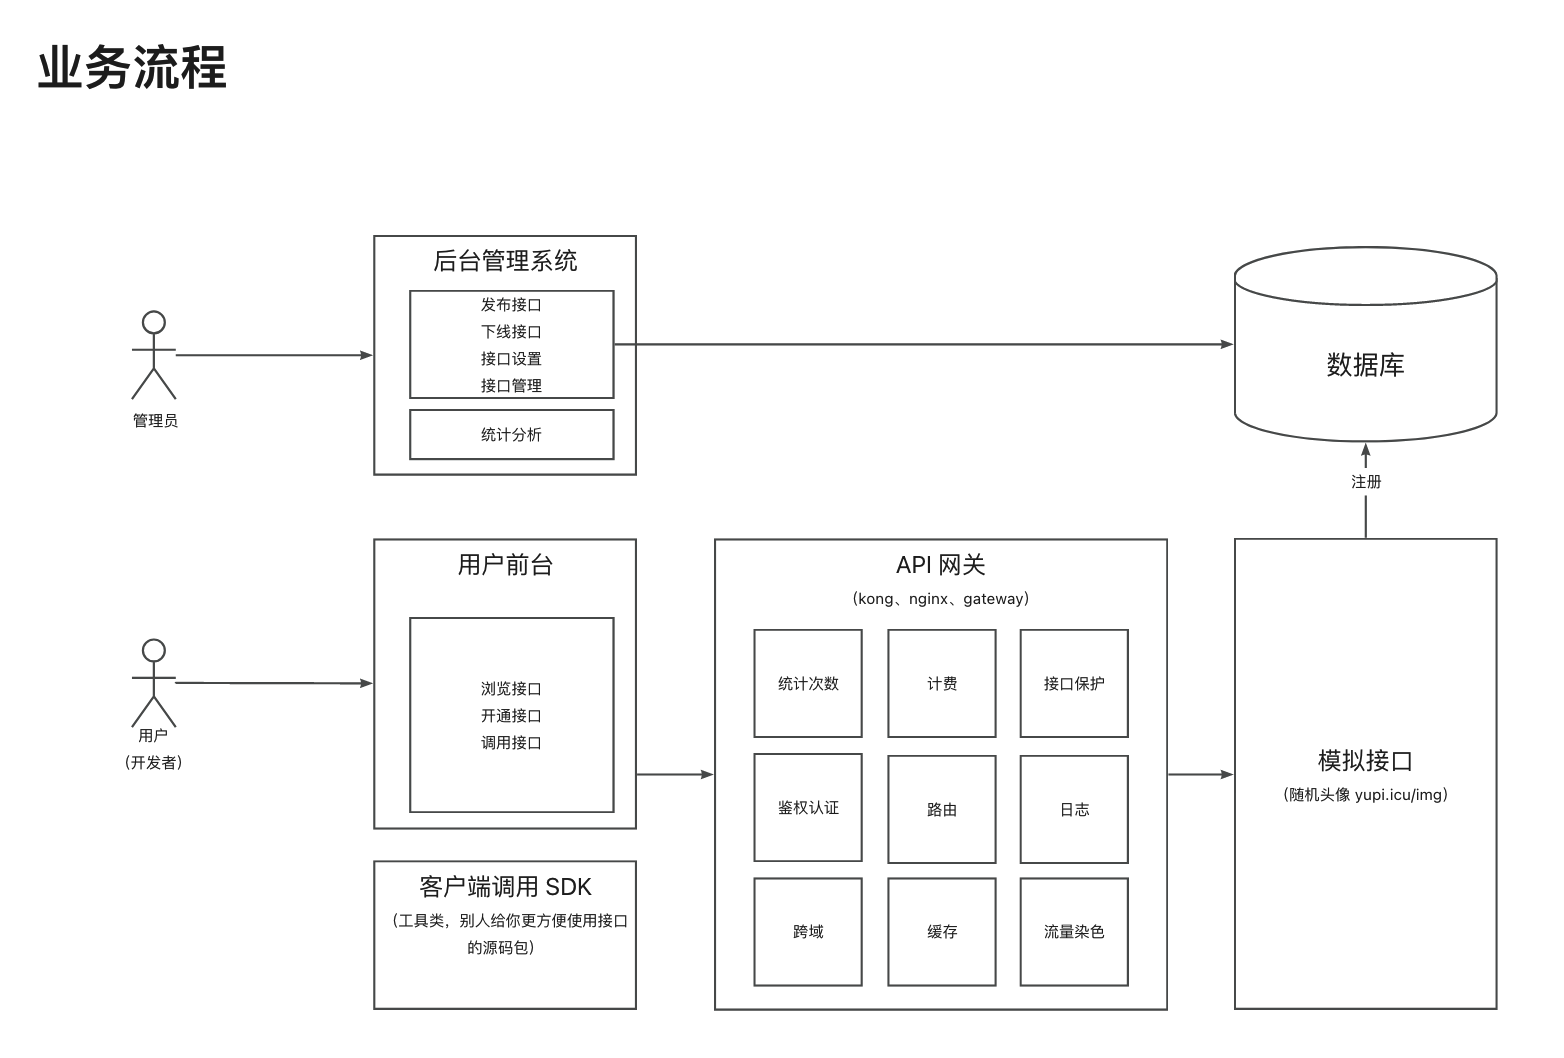 业务流程
后台管理系统
发布接口
下线接口
接口设置
接口管理
统计分析
管理员
数据库
注册
用户前台
浏览接口
开通接口
调用接口
用户
(开发者)
客户端调用 SDK
(工具类，别人给你更方便使用接口
的源码包)
API 网关
(kong、nginx、gateway)
统计次数
计费
接口保护
鉴权认证
路由
日志
跨域
缓存
流量染色
模拟接口
(随机头像 yupi.icu/img)